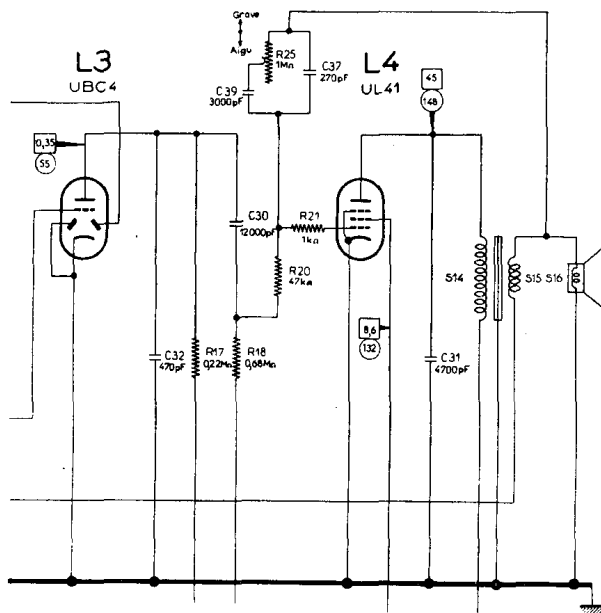 Grave
Aigu
R25
1MΩ
C37
270pF
C39
3000pF
L3
UBC4
L4
UL41
45
148
0,35
55
C30
12000pF
R21
1kΩ
R20
47kΩ
S14
S15
S16
8,6
132
C32
470pF
R17
0,22MΩ
R18
0,68MΩ
C31
4700pF